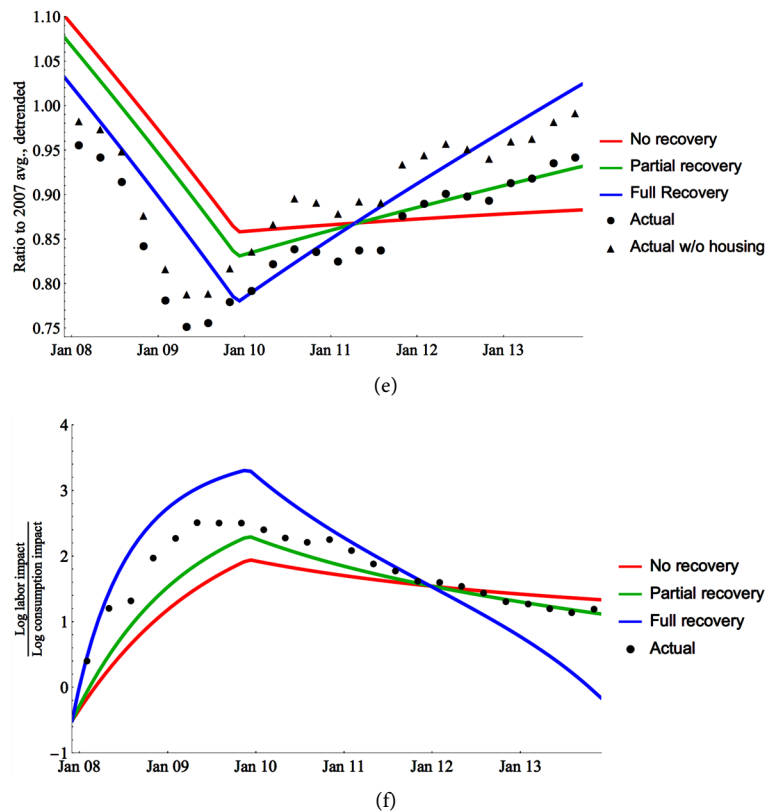 Ratio to 2007 avg., detrended
1.10
1.05
1.00
0.95
0.90
0.85
0.80
0.75
Jan 08 Jan 09 Jan 10 Jan 11 Jan 12 Jan 13
No recovery
Partial recovery
Full Recovery
Actual
Actual w/o housing
(e)
Log labor impact
Log consumption impact
4
3
2
1
0
−1
Jan 08 Jan 09 Jan 10 Jan 11 Jan 12 Jan 13
No recovery
Partial recovery
Full recovery
Actual
(f)